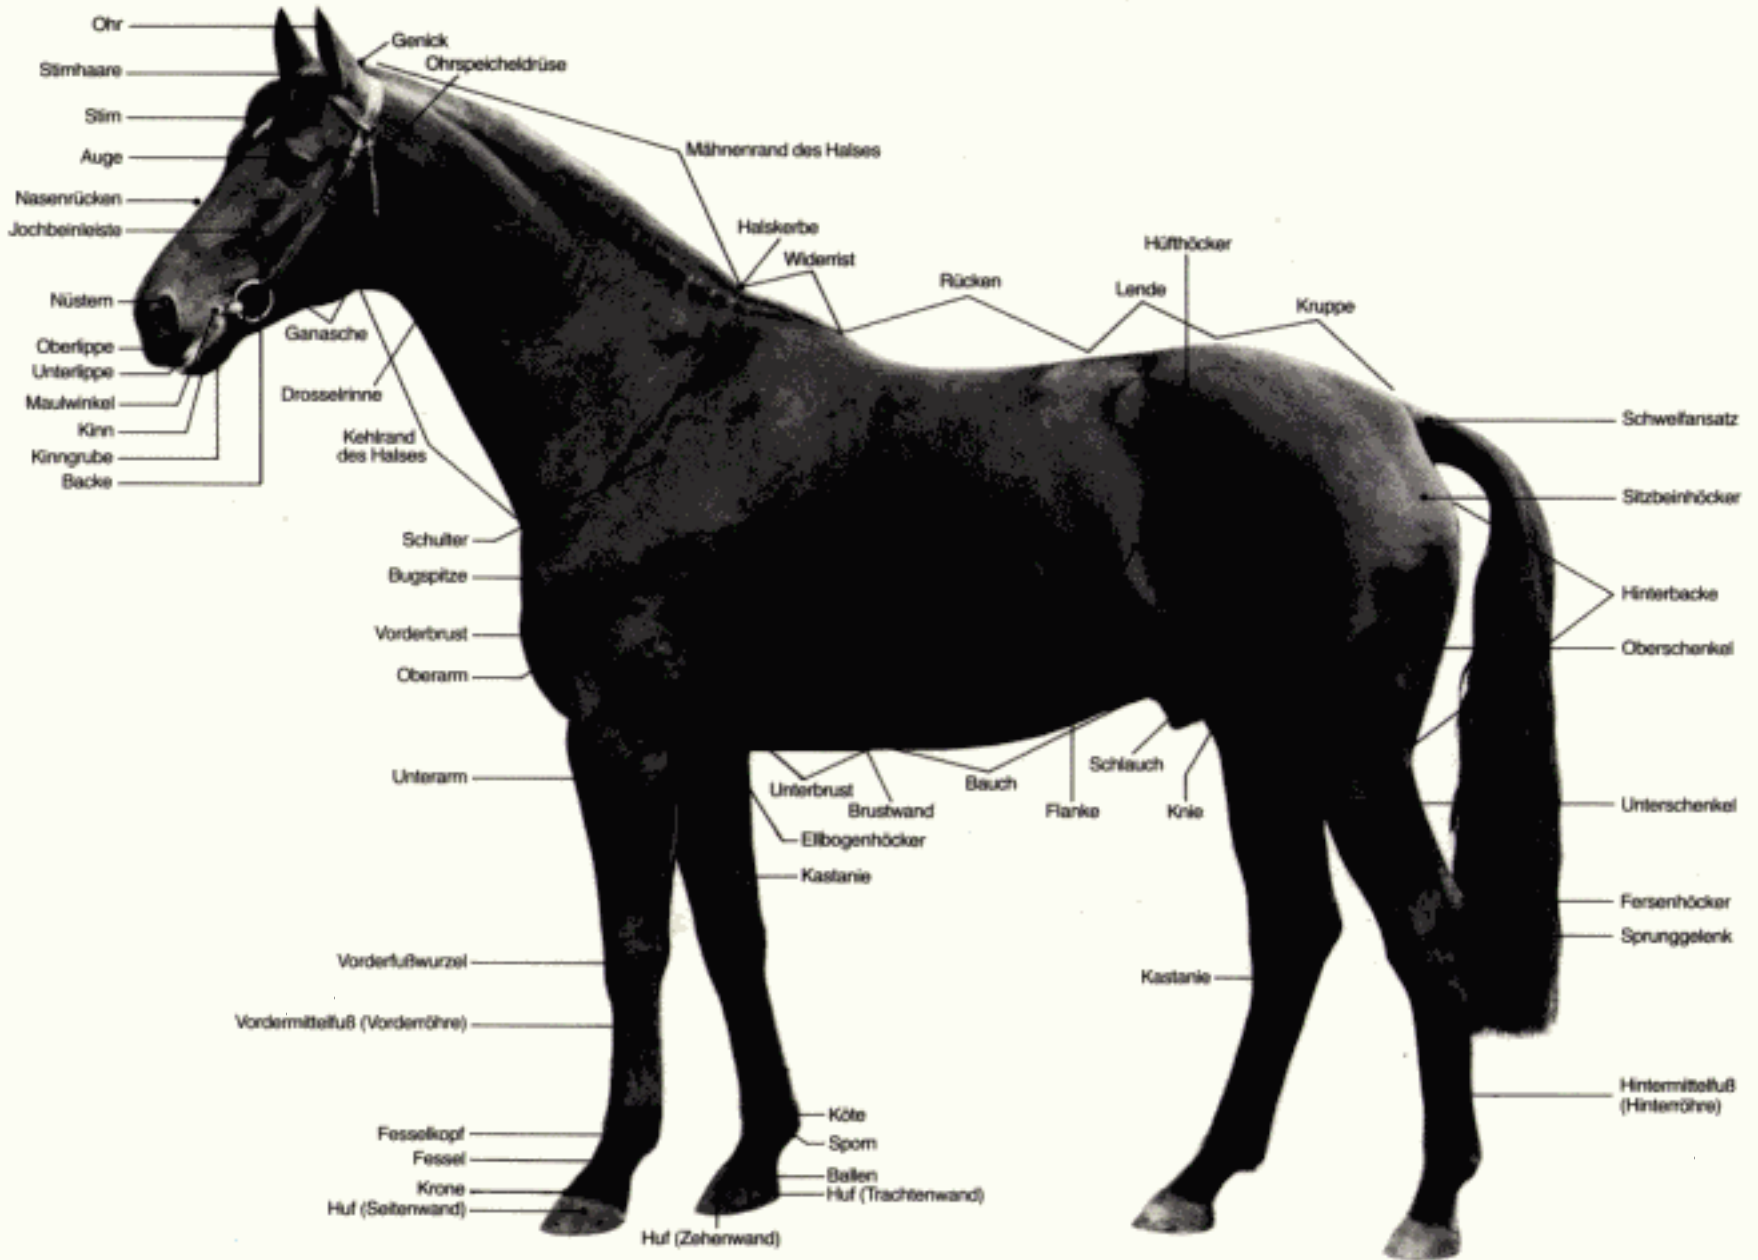 Ohr
Genick
Ohrspeicheldrüse
Stirnhaare
Stirn
Auge
Mähnenrand des Halses
Nasenrücken
Jochbeinleiste
Halskerbe
Widerrist
Hüfthöcker
Rücken
Lende
Kruppe
Nüstern
Ganasche
Oberlippe
Unterlippe
Maulwinkel
Drosselrinne
Kinn
Kehlrand
des Halses
Kinngrube
Backe
Schweifansatz
Sitzbeinhöcker
Schulter
Bugspitze
Hinterbacke
Vorderbrust
Oberschenkel
Oberarm
Unterarm
Unterbrust
Brustwand
Bauch
Flanke
Schlauch
Knie
Unterschenkel
Ellbogenhöcker
Kastanie
Fersenhöcker
Sprunggelenk
Vorderfußwurzel
Kastanie
Vordermittelfuß (Vorderröhre)
Hintermittelfuß
(Hinterröhre)
Köte
Fesselkopf
Sporn
Fessel
Ballen
Krone
Huf (Trachtenwand)
Huf (Seitenwand)
Huf (Zehenwand)